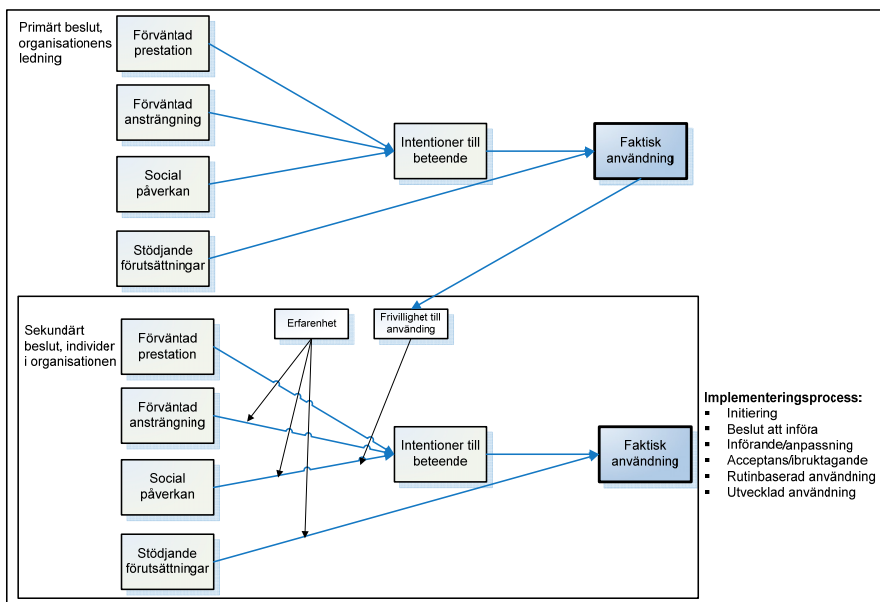 Primärt beslut,
organisationens
ledning
Förväntad
prestation
Förväntad
ansträngning
Social
påverkan
Stödjande
förutsättningar
Intentioner till
beteende
Faktisk
användning
Sekundärt
beslut, individer
i organisationen
Erfarenhet
Frivillighet till
använding
Förväntad
prestation
Förväntad
ansträngning
Social
påverkan
Stödjande
förutsättningar
Intentioner till
beteende
Faktisk
användning
Implementeringsprocess:
▪ Initiering
▪ Beslut att införa
▪ Införande/anpassning
▪ Acceptans/ibruktagande
▪ Rutinbaserad användning
▪ Utvecklad användning